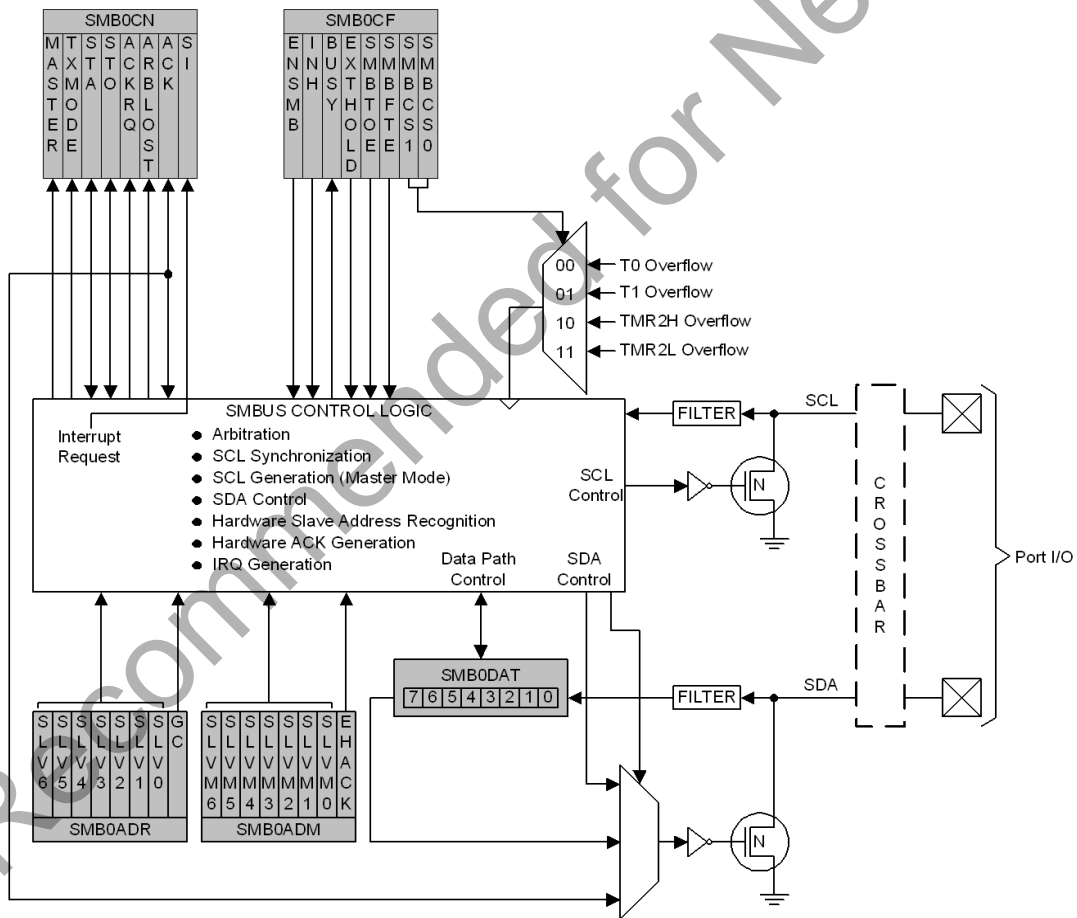 SMB0CN
MASTER
TXMODE
STA
STO
ACKRQ
ARBLOST
ACK
SI
SMB0CF
ENSMB
INH
BUSY
EXTHOLD
SMBTOE
SMBFTE
SMBCS1
SMBCS0
00
T0 Overflow
01
T1 Overflow
10
TMR2H Overflow
11
TMR2L Overflow
SMBUS CONTROL LOGIC
Interrupt
Request
Arbitration
SCL Synchronization
SCL Generation (Master Mode)
SDA Control
Hardware Slave Address Recognition
Hardware ACK Generation
IRQ Generation
Data Path
Control
SCL
Control
SDA
Control
FILTER
SCL
N
CROSSBAR
Port I/O
SMB0DAT
7 6 5 4 3 2 1 0
FILTER
SDA
N
SLV6
SLV5
SLV4
SLV3
SLV2
SLV1
SLV0
GC
SMB0ADR
SLVM6
SLVM5
SLVM4
SLVM3
SLVM2
SLVM1
SLVM0
EHACK
SMB0ADM
Recommended for Ne